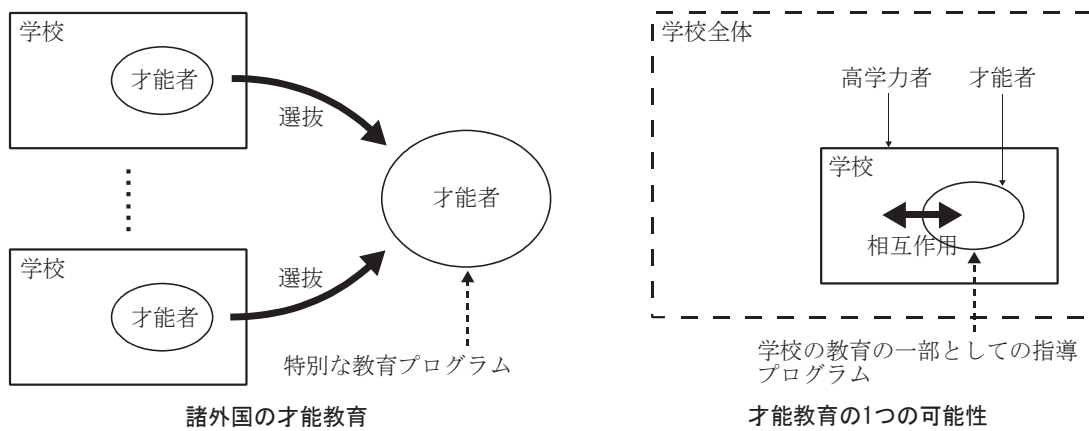 学校
才能者
選抜
才能者
学校
才能者
選抜
特別な教育プログラム
諸外国の才能教育
学校全体
高学力者
才能者
学校
相互作用
学校の教育の一部としての指導
プログラム
才能教育の1つの可能性